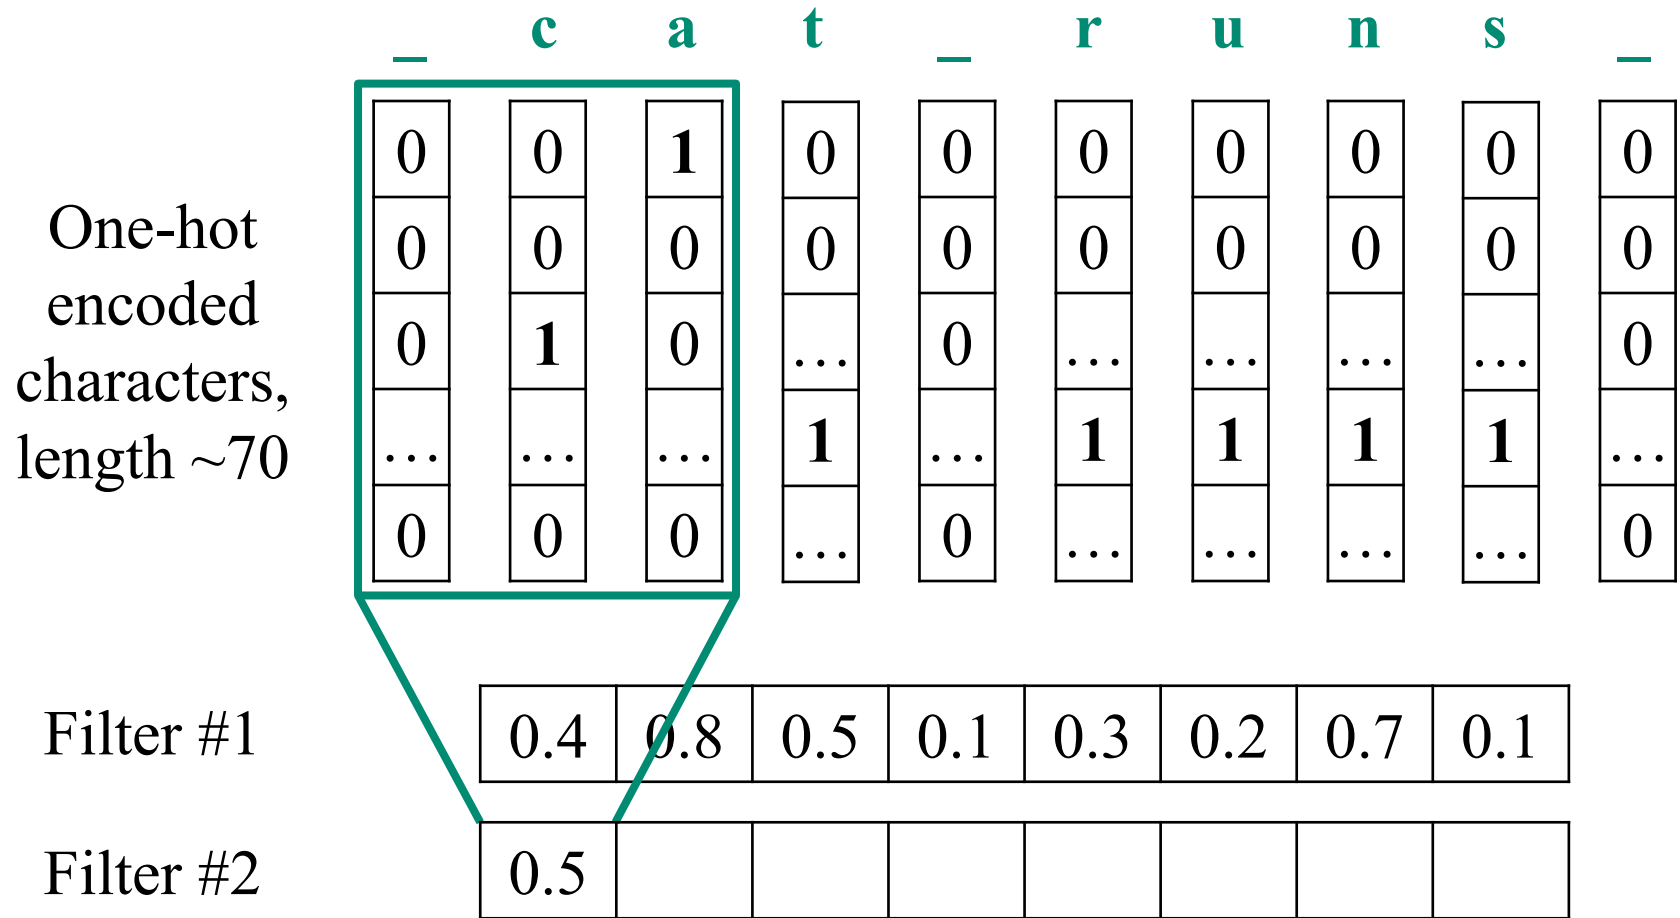 _ c a t _ r u n s _
One-hot
encoded
characters,
length ~70
0 0 1 0 0 0 0 0 0 0
0 0 0 0 0 0 0 0 0 0
0 1 0 ... 0 ... ... ... ... 0
... ... ... 1 ... 1 1 1 1 ...
0 0 0 ... 0 ... ... ... ... 0
Filter #1 0.4 0.8 0.5 0.1 0.3 0.2 0.7 0.1
Filter #2 0.5